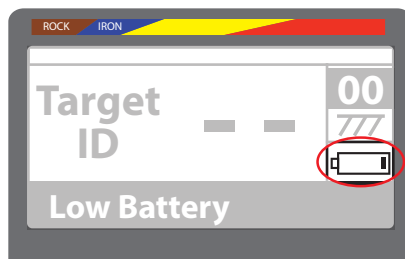 ROCK IRON
Target 00
ID – –
Low Battery